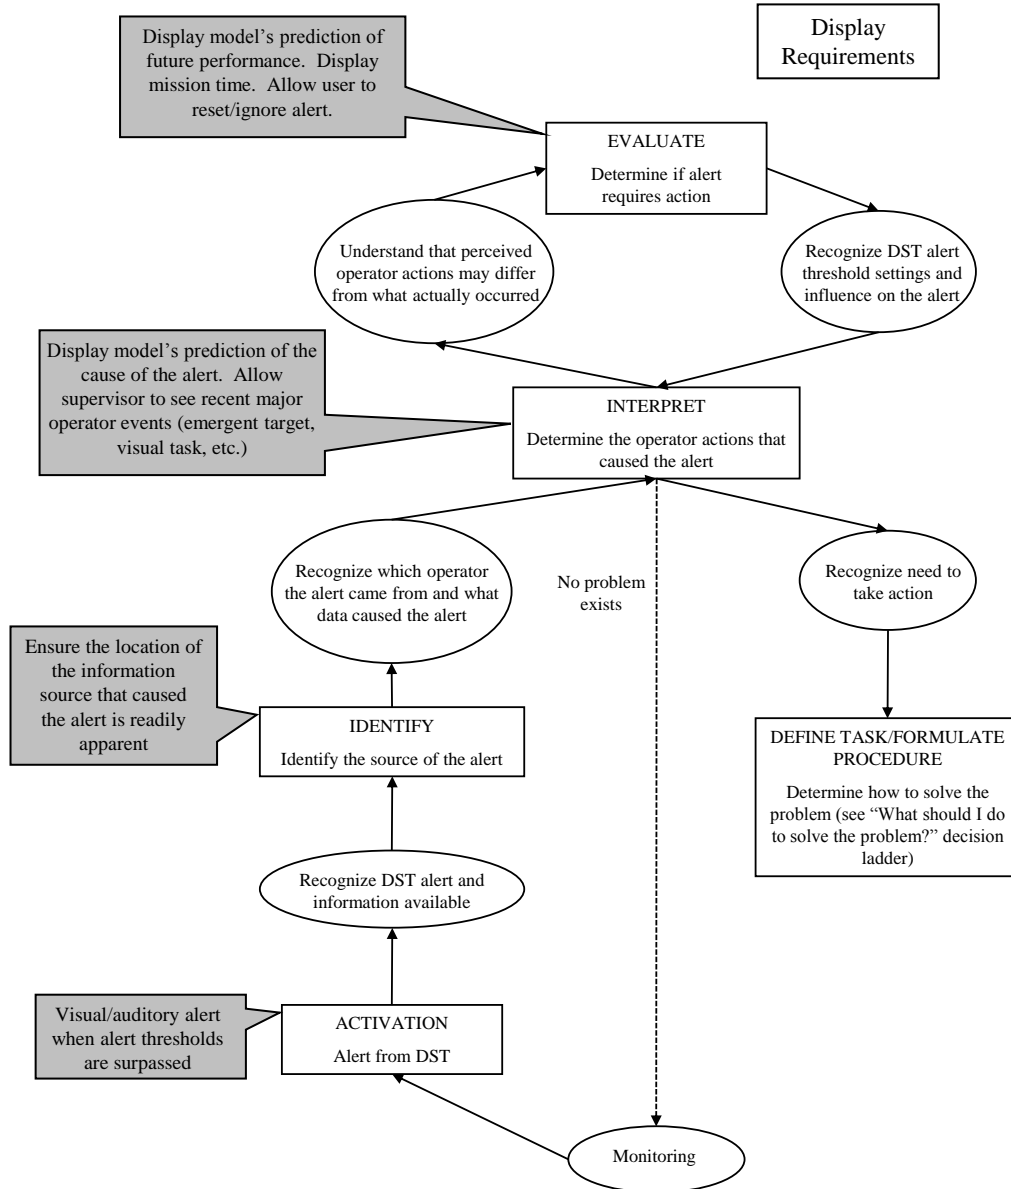 Display
Requirements
Display model's prediction of
future performance.  Display
mission time.  Allow user to
reset/ignore alert.
EVALUATE
Determine if alert
requires action
Understand that perceived
operator actions may differ
from what actually occurred
Recognize DST alert
threshold settings and
influence on the alert
Display model's prediction of the
cause of the alert.  Allow
supervisor to see recent major
operator events (emergent target,
visual task, etc.)
INTERPRET
Determine the operator actions that
caused the alert
Recognize which operator
the alert came from and what
data caused the alert
No problem
exists
Recognize need to
take action
Ensure the location of
the information
source that caused
the alert is readily
apparent
IDENTIFY
Identify the source of the alert
DEFINE TASK/FORMULATE
PROCEDURE
Determine how to solve the
problem (see “What should I do
to solve the problem?” decision
ladder)
Recognize DST alert and
information available
Visual/auditory alert
when alert thresholds
are surpassed
ACTIVATION
Alert from DST
Monitoring